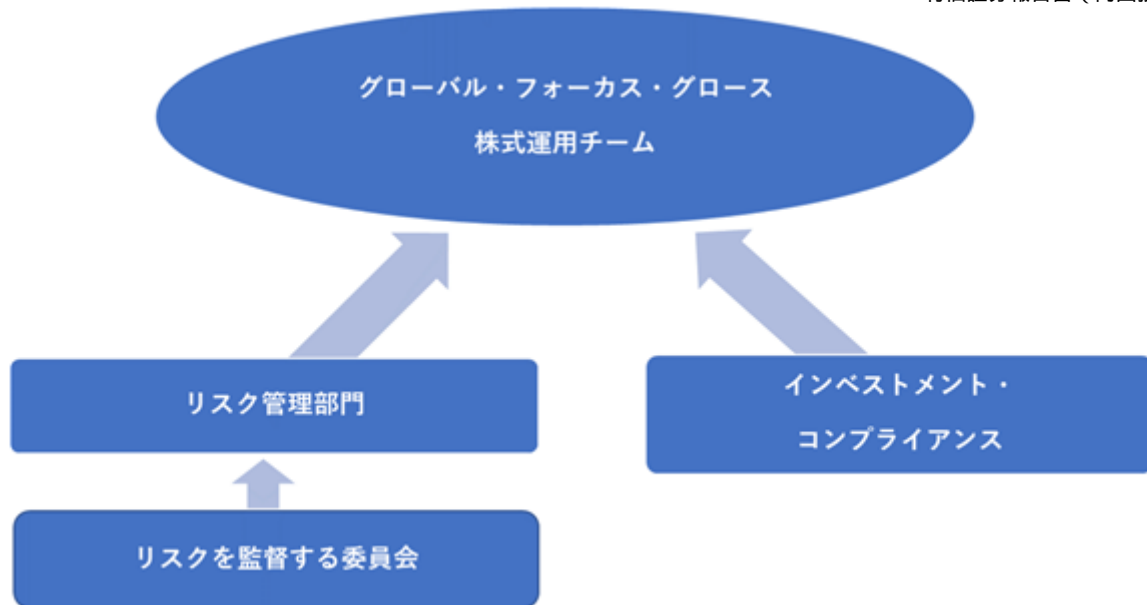 グローバル・フォーカス・グロース
株式運用チーム
リスク管理部門
インベストメント・
コンプライアンス
リスクを監督する委員会